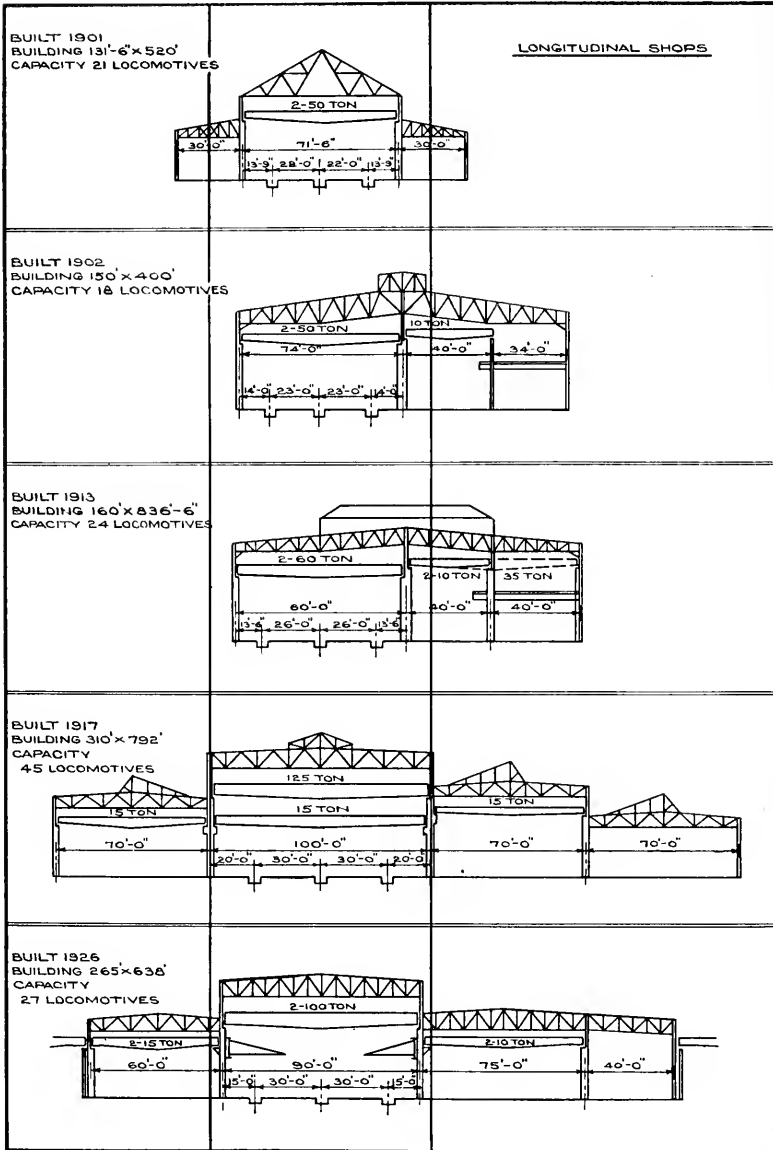 LONGITUDINAL SHOPS
BUILT 1901
BUILDING 131'-6"×520'
CAPACITY 21 LOCOMOTIVES
2-50 TON
30'-0" 71'-6" 30'-0"
13'-9" 28'-0" 22'-0" 13'-9"
BUILT 1902
BUILDING 150'×400'
CAPACITY 18 LOCOMOTIVES
2-50 TON 10 TON
74'-0" 40'-0" 34'-0"
14'-0" 23'-0" 23'-0" 14'-0"
BUILT 1913
BUILDING 160'×836'-6"
CAPACITY 24 LOCOMOTIVES
2-60 TON 2-10 TON 35 TON
60'-0" 40'-0" 40'-0"
13'-6" 26'-0" 26'-0" 13'-6"
BUILT 1917
BUILDING 310'×792'
CAPACITY
45 LOCOMOTIVES
125 TON
15 TON 15 TON 15 TON
70'-0" 100'-0" 70'-0" 70'-0"
20'-0" 30'-0" 30'-0" 20'-0
BUILT 1926
BUILDING 265'×638'
CAPACITY
27 LOCOMOTIVES
2-100 TON
2-15 TON 2-10 TON
60'-0" 90'-0" 75'-0" 40'-0"
15'-0" 30'-0" 30'-0" 15'-0"